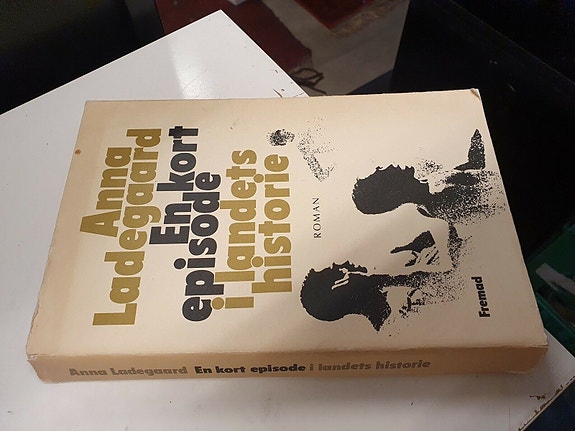 Anna
Ladegaard
En kort
episode
i landets
historie
ROMAN
Fremad
Anna Ladegaard En kort episode i landets historie